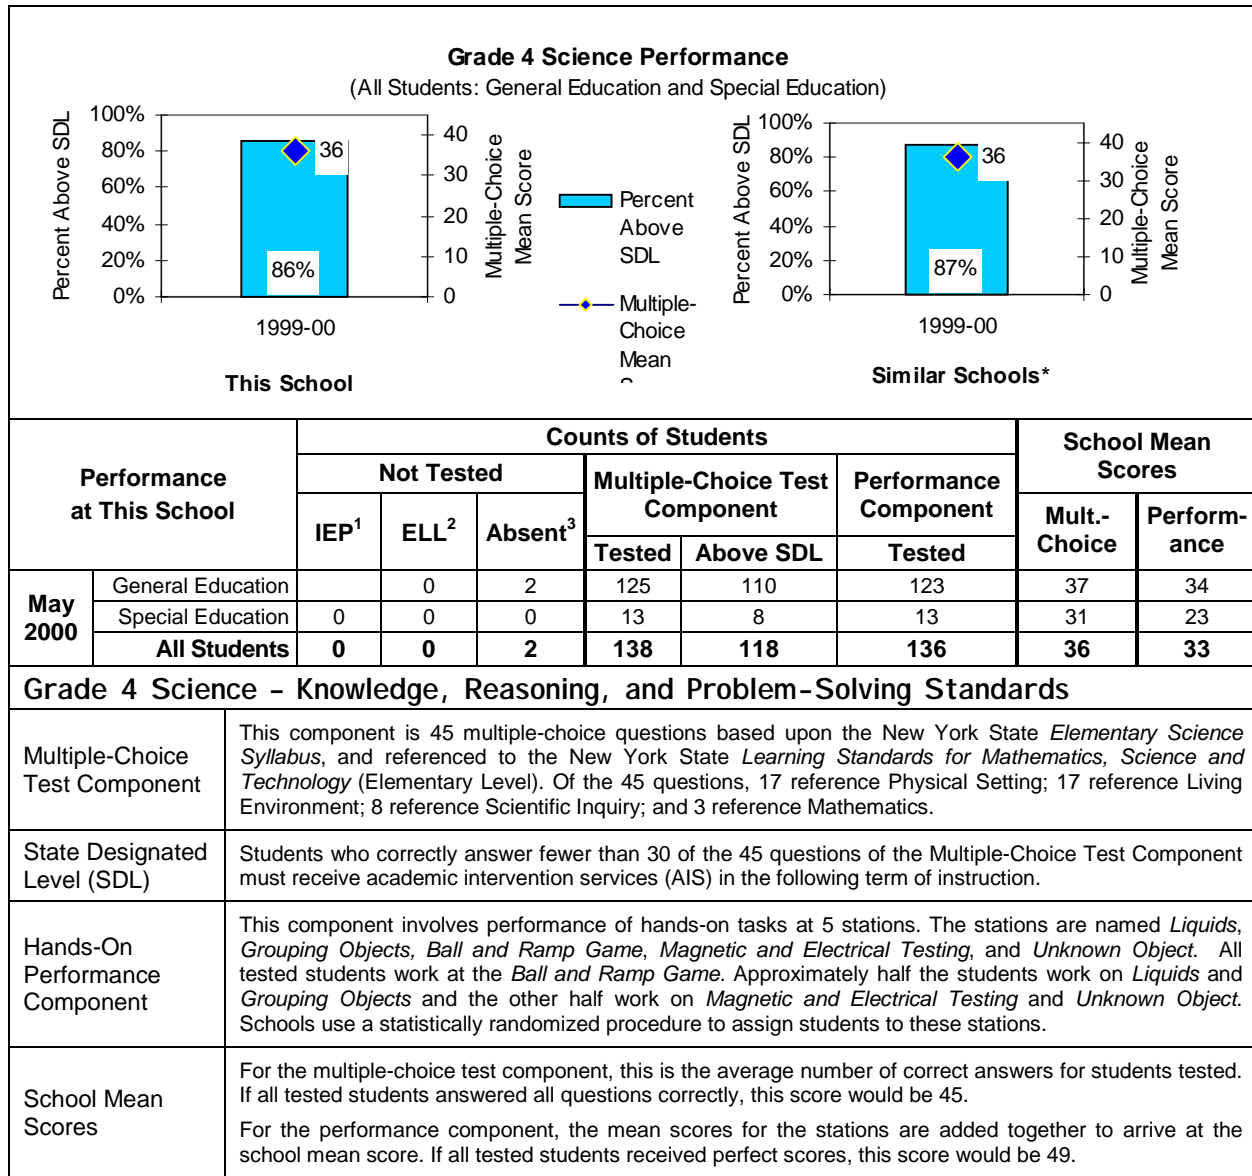 Grade 4 Science Performance
(All Students: General Education and Special Education)
Percent Above SDL
100%
80%
60%
40%
20%
0%
36
86%
40
30
20
10
0
Multiple-Choice
Mean Score
1999-00
This School
Percent
Above
SDL
Multiple-
Choice
Mean
Percent Above SDL
100%
80%
60%
40%
20%
0%
36
87%
40
30
20
10
0
Multiple-Choice
Mean Score
1999-00
Similar Schools*
Performance
at This School
Counts of Students
School Mean
Scores
Not Tested
Multiple-Choice Test
Component
Performance
Component
IEP1 ELL2 Absent3
Tested Above SDL Tested
Mult.-
Choice
Perform-
ance
May
2000
General Education 0 2 125 110 123 37 34
Special Education 0 0 0 13 8 13 31 23
All Students 0 0 2 138 118 136 36 33
Grade 4 Science – Knowledge, Reasoning, and Problem-Solving Standards
Multiple-Choice
Test Component
This component is 45 multiple-choice questions based upon the New York State Elementary Science
Syllabus, and referenced to the New York State Learning Standards for Mathematics, Science and
Technology (Elementary Level). Of the 45 questions, 17 reference Physical Setting; 17 reference Living
Environment; 8 reference Scientific Inquiry; and 3 reference Mathematics.
State Designated
Level (SDL)
Students who correctly answer fewer than 30 of the 45 questions of the Multiple-Choice Test Component
must receive academic intervention services (AIS) in the following term of instruction.
Hands-On
Performance
Component
This component involves performance of hands-on tasks at 5 stations. The stations are named Liquids,
Grouping Objects, Ball and Ramp Game, Magnetic and Electrical Testing, and Unknown Object. All
tested students work at the Ball and Ramp Game. Approximately half the students work on Liquids and
Grouping Objects and the other half work on Magnetic and Electrical Testing and Unknown Object.
Schools use a statistically randomized procedure to assign students to these stations.
School Mean
Scores
For the multiple-choice test component, this is the average number of correct answers for students tested.
If all tested students answered all questions correctly, this score would be 45.
For the performance component, the mean scores for the stations are added together to arrive at the
school mean score. If all tested students received perfect scores, this score would be 49.